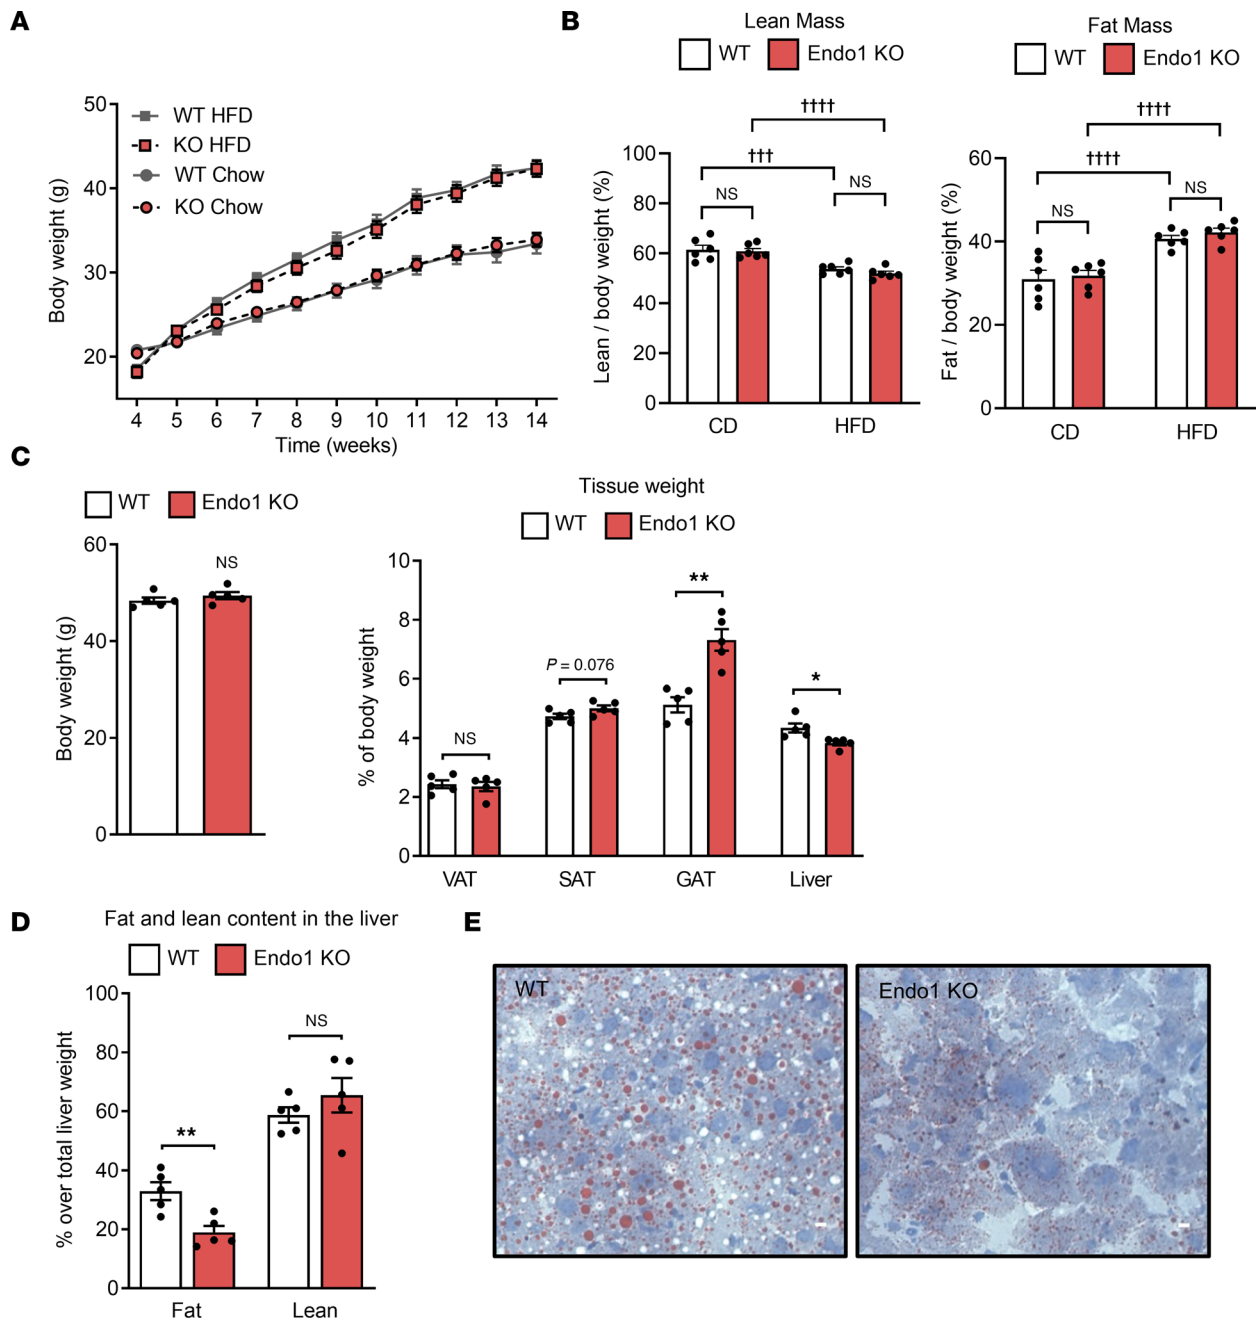 A
WT HFD
KO HFD
WT Chow
KO Chow
Body weight (g)
50
40
30
20
4 5 6 7 8 9 10 11 12 13 14
Time (weeks)
B
Lean Mass
WT Endo1 KO
††††
†††
NS NS
Lean / body weight (%)
100
80
60
40
20
0
CD HFD
Fat Mass
WT Endo1 KO
††††
††††
NS NS
Fat / body weight (%)
60
40
20
0
CD HFD
C
WT Endo1 KO
NS
Body weight (g)
60
40
20
0
Tissue weight
WT Endo1 KO
% of body weight
10
8
6
4
2
0
NS
P = 0.076
**
*
VAT SAT GAT Liver
D
Fat and lean content in the liver
WT Endo1 KO
% over total liver weight
100
80
60
40
20
0
**
NS
Fat Lean
E
WT
Endo1 KO